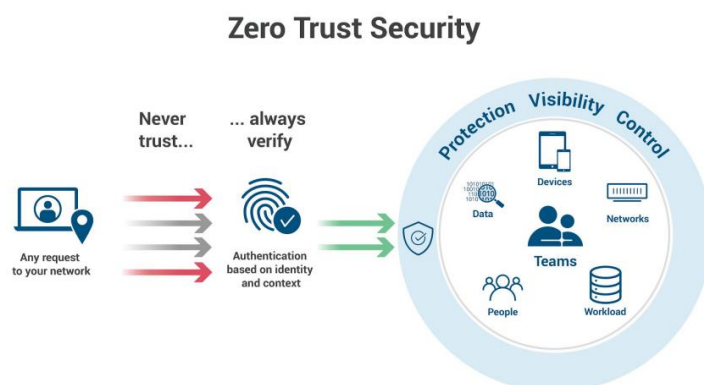 Zero Trust Security
Never
trust...
... always
verify
Any request
to your network
Authentication
based on identity
and context
Protection Visibility Control
Devices
Data
Networks
Teams
People
Workload